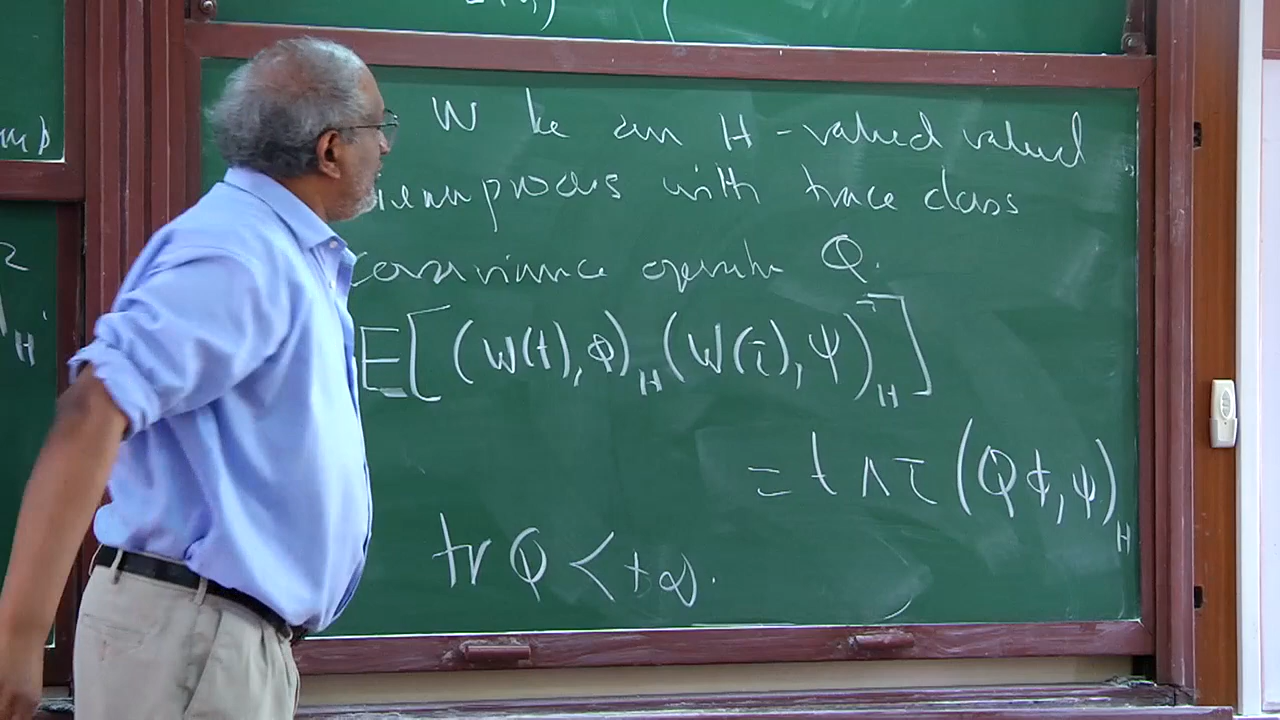 W be an H-valued valued
process with trace class
covariance operator Q.
E[(W(t), φ)_H (W(τ), ψ)_H]
= t ∧ τ (Qφ, ψ)_H
tr Q < +∞.